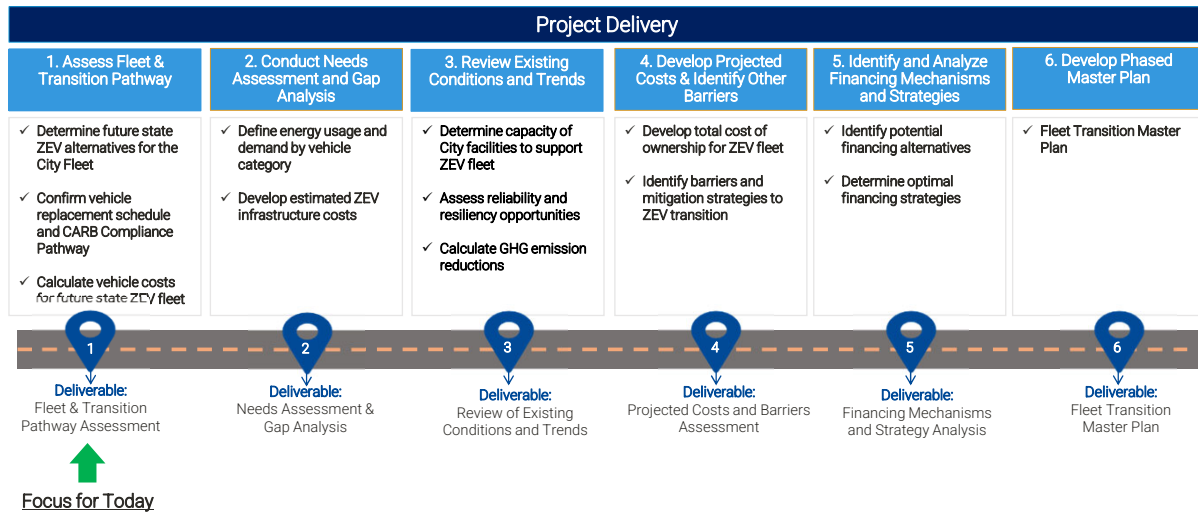 Project Delivery
1. Assess Fleet &
Transition Pathway
✓ Determine future state
ZEV alternatives for the
City Fleet
✓ Confirm vehicle
replacement schedule
and CARB Compliance
Pathway
✓ Calculate vehicle costs
for future state ZEV fleet
2. Conduct Needs
Assessment and Gap
Analysis
✓ Define energy usage and
demand by vehicle
category
✓ Develop estimated ZEV
infrastructure costs
3. Review Existing
Conditions and Trends
✓ Determine capacity of
City facilities to support
ZEV fleet
✓ Assess reliability and
resiliency opportunities
✓ Calculate GHG emission
reductions
4. Develop Projected
Costs & Identify Other
Barriers
✓ Develop total cost of
ownership for ZEV fleet
✓ Identify barriers and
mitigation strategies to
ZEV transition
5. Identify and Analyze
Financing Mechanisms
and Strategies
✓ Identify potential
financing alternatives
✓ Determine optimal
financing strategies
6. Develop Phased
Master Plan
✓ Fleet Transition Master
Plan
1
Deliverable:
Fleet & Transition
Pathway Assessment
2
Deliverable:
Needs Assessment &
Gap Analysis
3
Deliverable:
Review of Existing
Conditions and Trends
4
Deliverable:
Projected Costs and Barriers
Assessment
5
Deliverable:
Financing Mechanisms
and Strategy Analysis
6
Deliverable:
Fleet Transition
Master Plan
Focus for Today